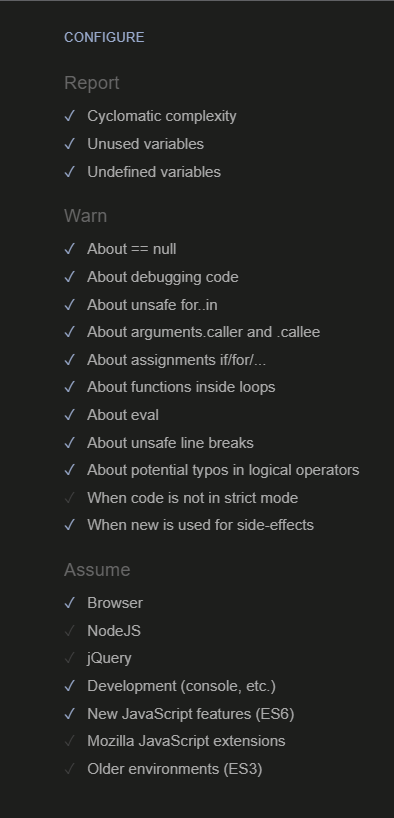 CONFIGURE
Report
✓ Cyclomatic complexity
✓ Unused variables
✓ Undefined variables
Warn
✓ About == null
✓ About debugging code
✓ About unsafe for..in
✓ About arguments.caller and .callee
✓ About assignments if/for/...
✓ About functions inside loops
✓ About eval
✓ About unsafe line breaks
✓ About potential typos in logical operators
✓ When code is not in strict mode
✓ When new is used for side-effects
Assume
✓ Browser
✓ NodeJS
✓ jQuery
✓ Development (console, etc.)
✓ New JavaScript features (ES6)
✓ Mozilla JavaScript extensions
✓ Older environments (ES3)